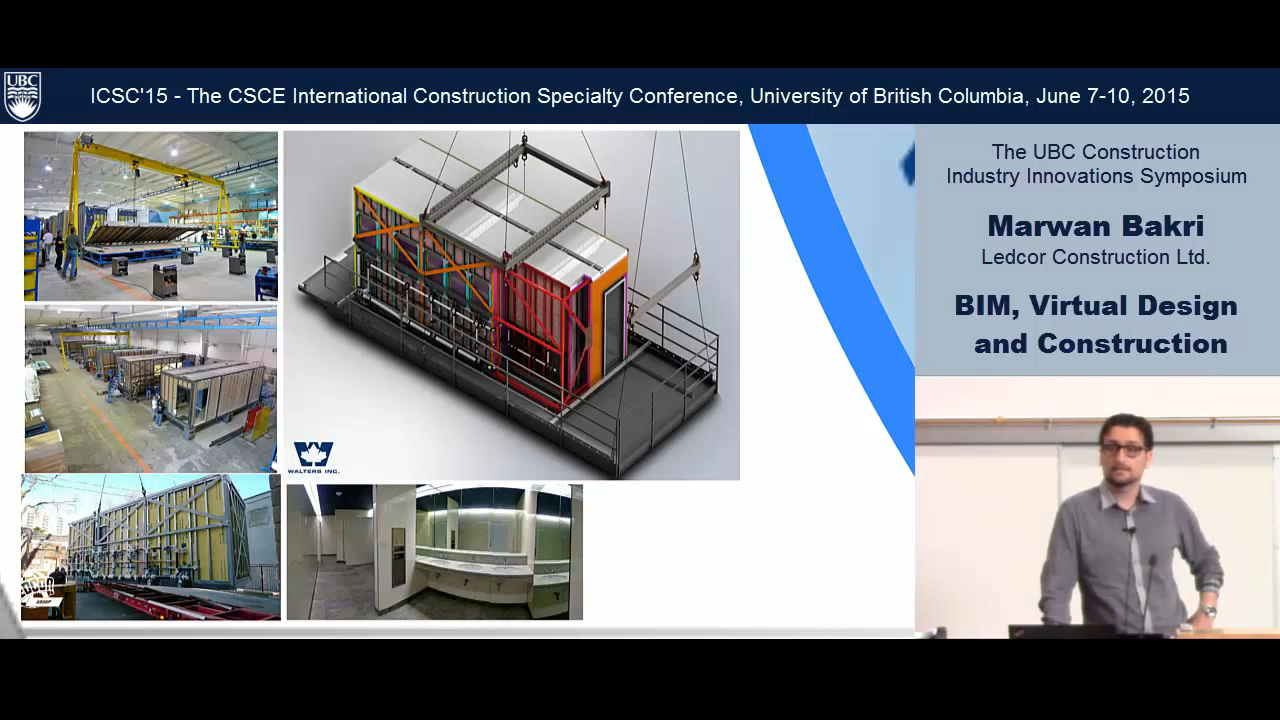 UBC
ICSC'15 - The CSCE International Construction Specialty Conference, University of British Columbia, June 7-10, 2015
The UBC Construction
Industry Innovations Symposium
Marwan Bakri
Ledcor Construction Ltd.
BIM, Virtual Design
and Construction
W
WALTERS INC.
GROUP